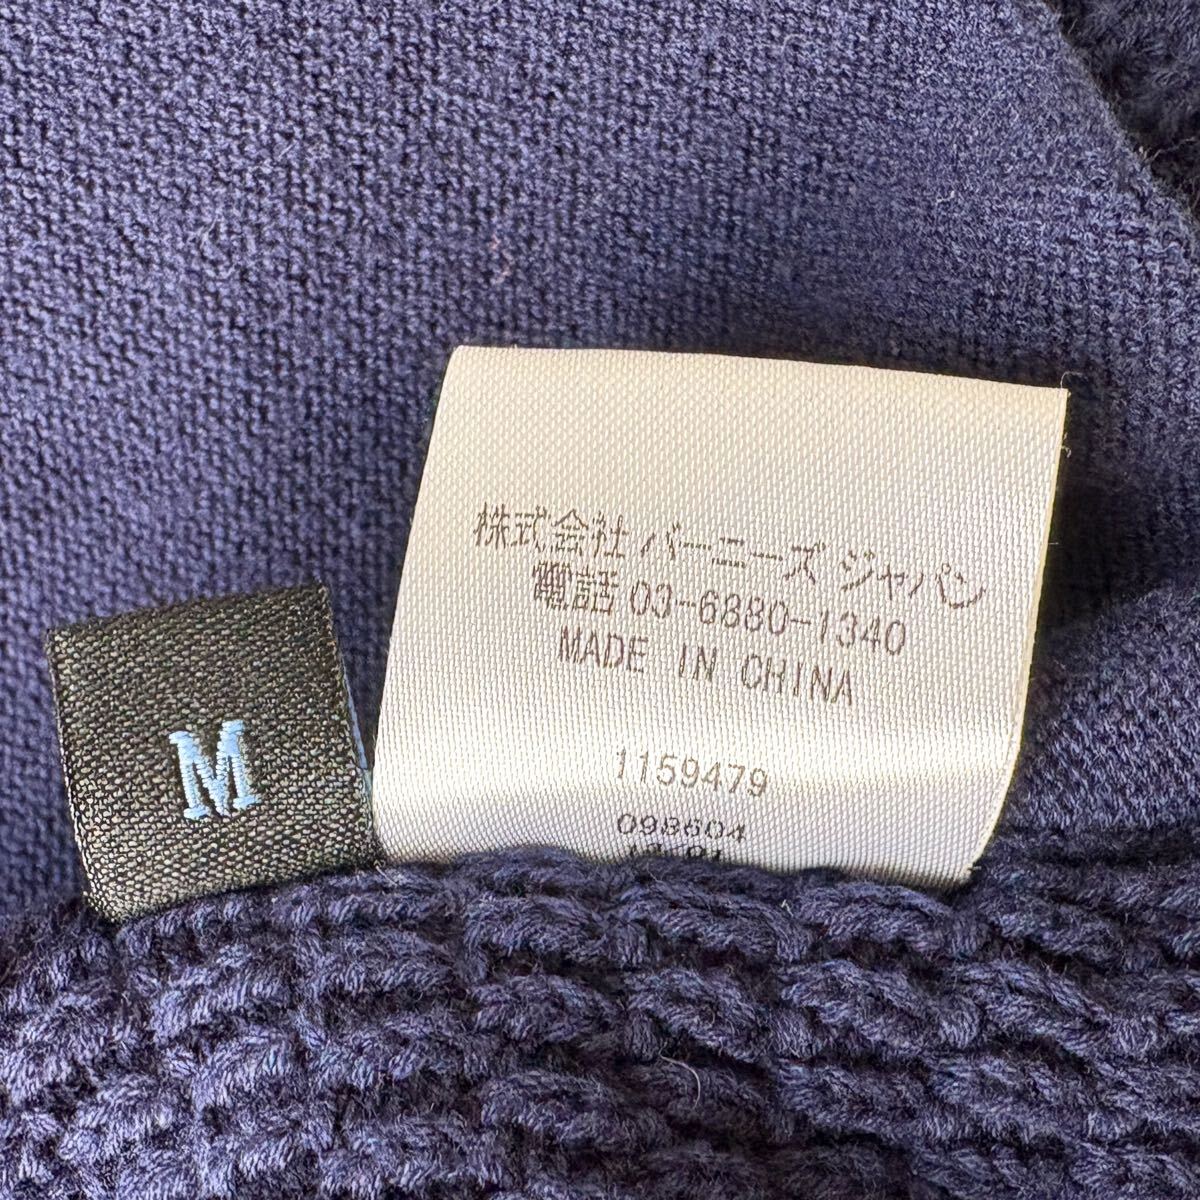 株式会社 バーニーズ ジャパン
電話 03-6880-1340
MADE IN CHINA
1159479
098604
M